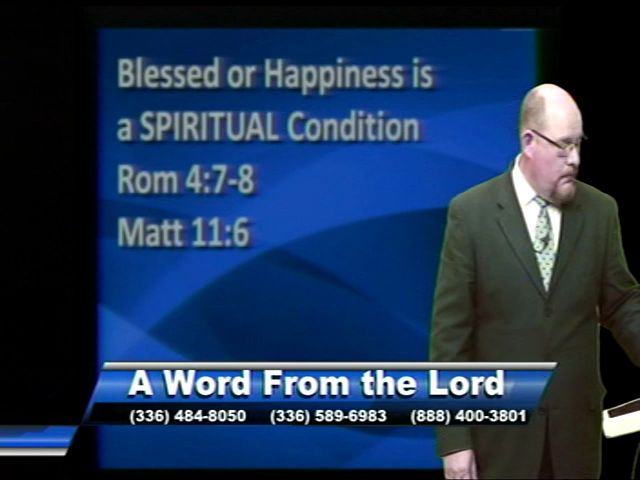 Blessed or Happiness is
a SPIRITUAL Condition
Rom 4:7-8
Matt 11:6
A Word From the Lord
(336) 484-8050 (336) 589-6983 (888) 400-3801